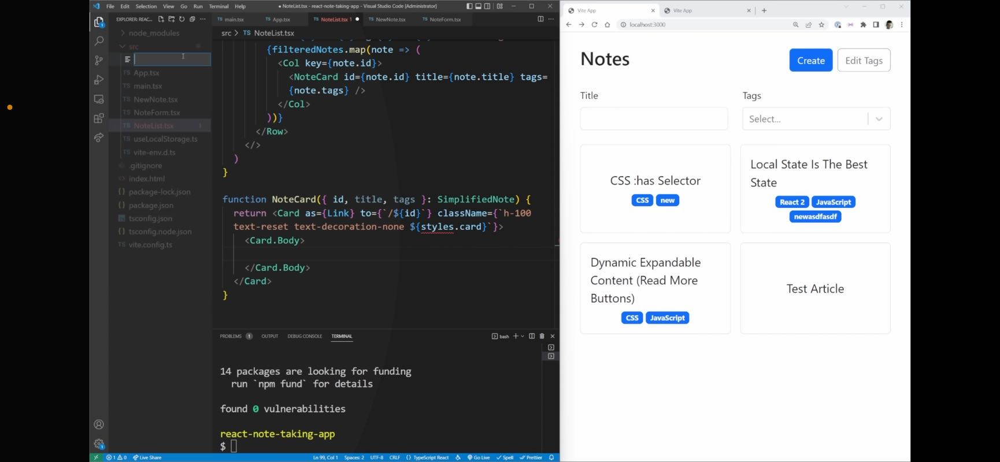 File Edit Selection View Go Run Terminal Help
● NoteList.tsx - react-note-taking-app - Visual Studio Code [Administrator]
EXPLORER: REAC...
node_modules
src
App.tsx
main.tsx
NewNote.tsx
NoteForm.tsx
NoteList.tsx 1
useLocalStorage.ts
vite-env.d.ts
.gitignore
index.html
package-lock.json
package.json
tsconfig.json
tsconfig.node.json
vite.config.ts
main.tsx App.tsx NoteList.tsx 1 ● NewNote.tsx NoteForm.tsx
src > TS NoteList.tsx
{filteredNotes.map(note => (
<Col key={note.id}>
<NoteCard id={note.id} title={note.title} tags=
{note.tags} />
</Col>
))}
</Row>
</>
)
}
function NoteCard({ id, title, tags }: SimplifiedNote) {
return <Card as={Link} to={`/${id}`} className={`h-100
text-reset text-decoration-none ${styles.card}`}>
<Card.Body>
</Card.Body>
</Card>
}
PROBLEMS 1 OUTPUT DEBUG CONSOLE TERMINAL
bash
14 packages are looking for funding
run `npm fund` for details
found 0 vulnerabilities
react-note-taking-app
$
1 0 Live Share
Ln 99, Col 1 Spaces: 2 UTF-8 CRLF {} TypeScript React Go Live Spell Prettier
Vite App
Vite App
localhost:3000
Notes
Create
Edit Tags
Title
Tags
Select...
CSS :has Selector
CSS new
Local State Is The Best
State
React 2 JavaScript
newasdfasdf
Dynamic Expandable
Content (Read More
Buttons)
CSS JavaScript
Test Article